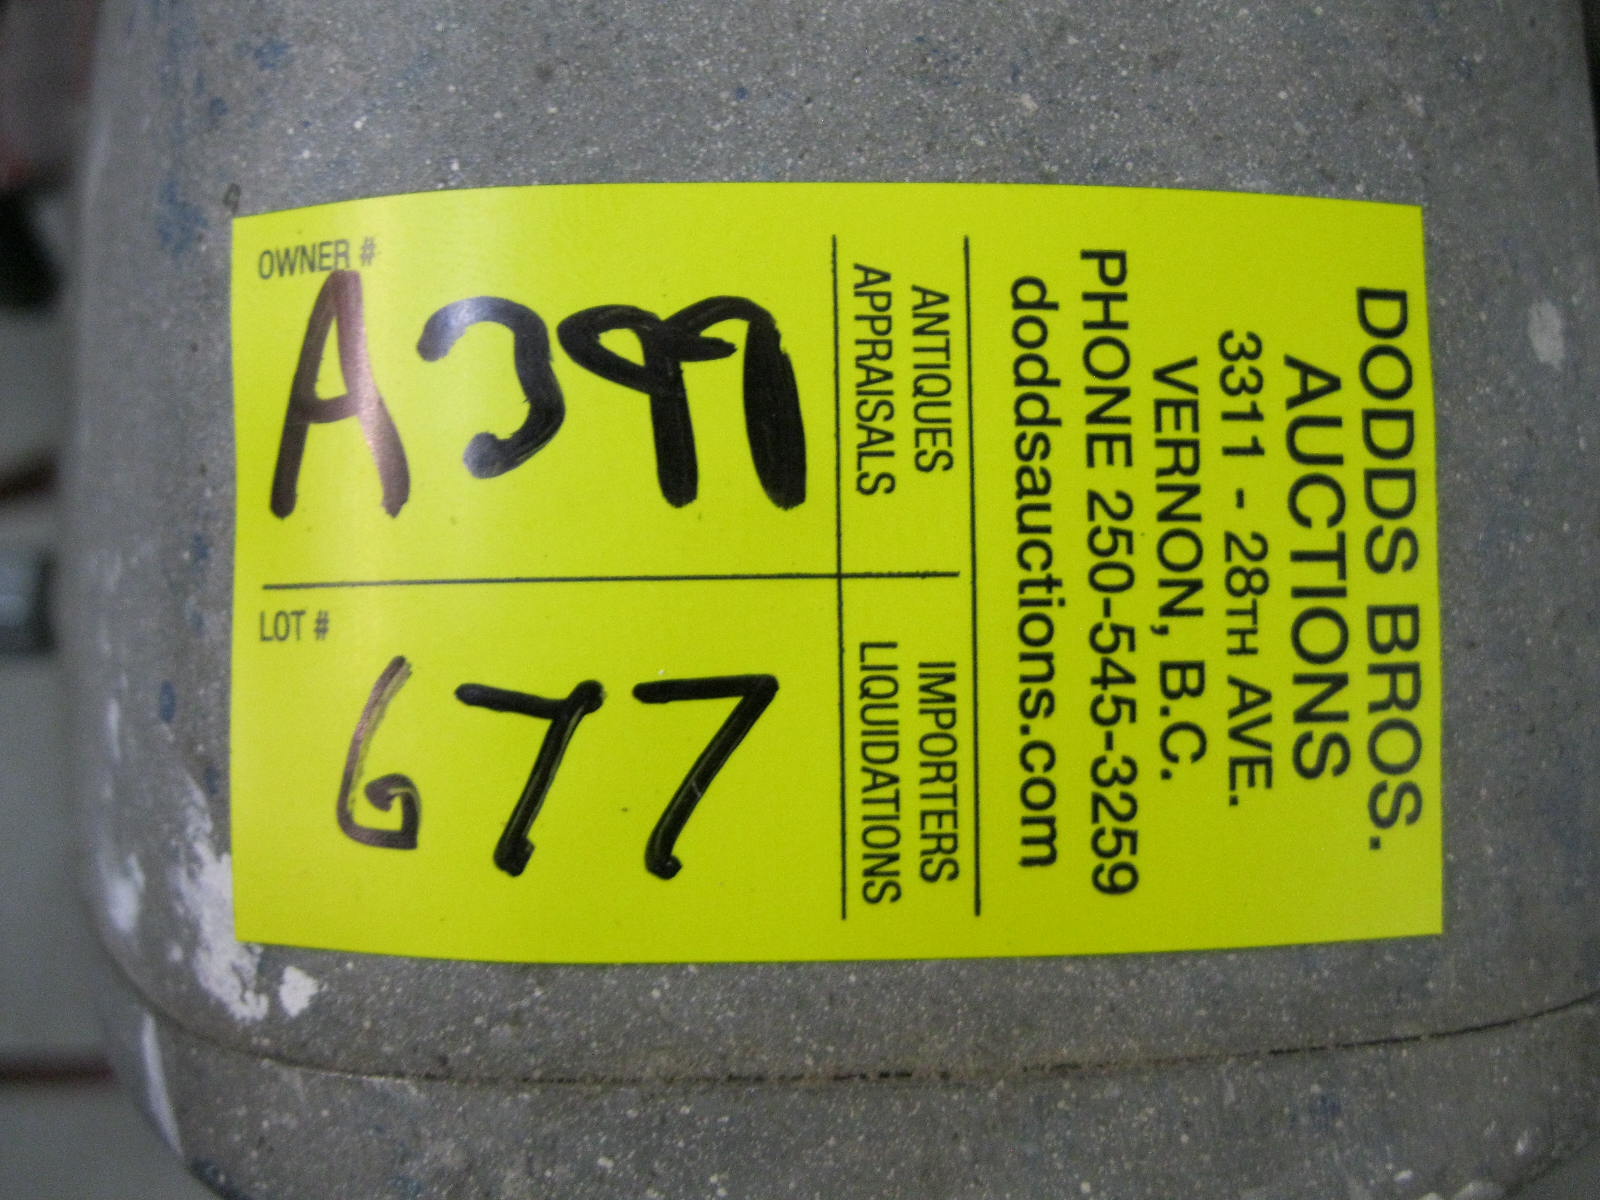 DODDS BROS.
AUCTIONS
3311 - 28TH AVE.
VERNON, B.C.
PHONE 250-545-3259
doddsauctions.com
ANTIQUES
APPRAISALS
IMPORTERS
LIQUIDATIONS
OWNER #
A399
LOT #
677